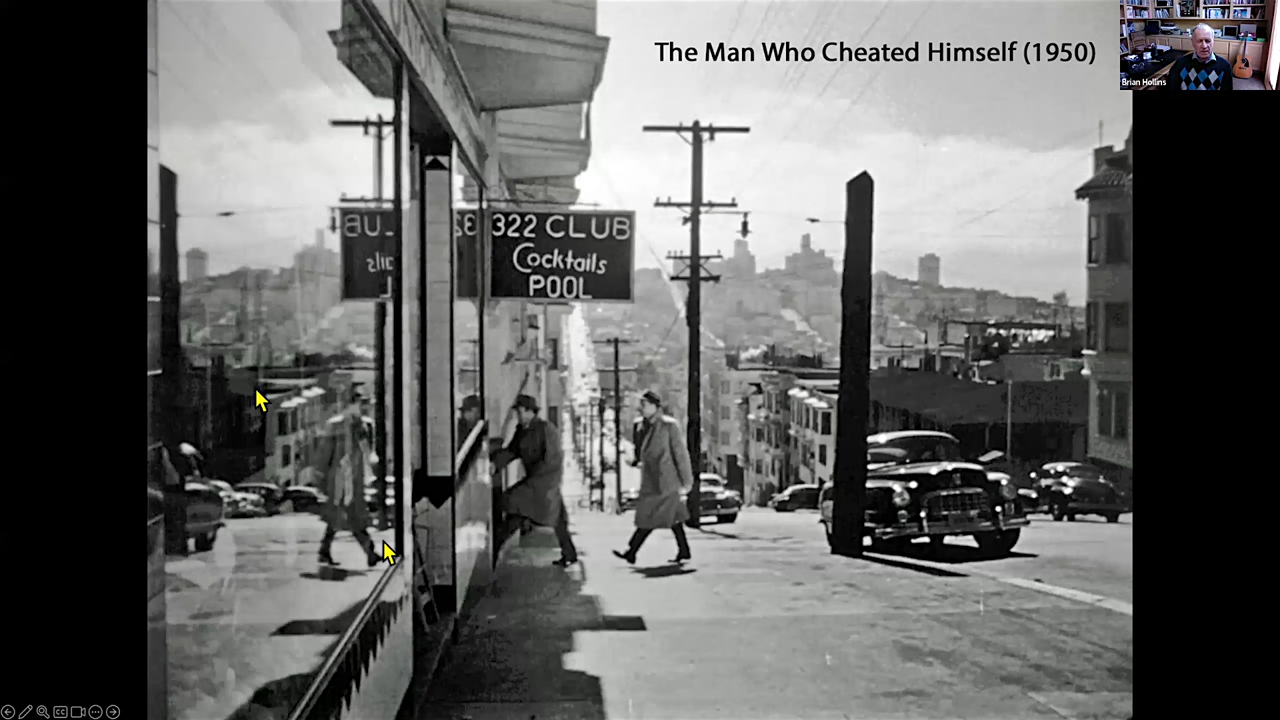 The Man Who Cheated Himself (1950)
Brian Hollins
322 CLUB
Cocktails
POOL